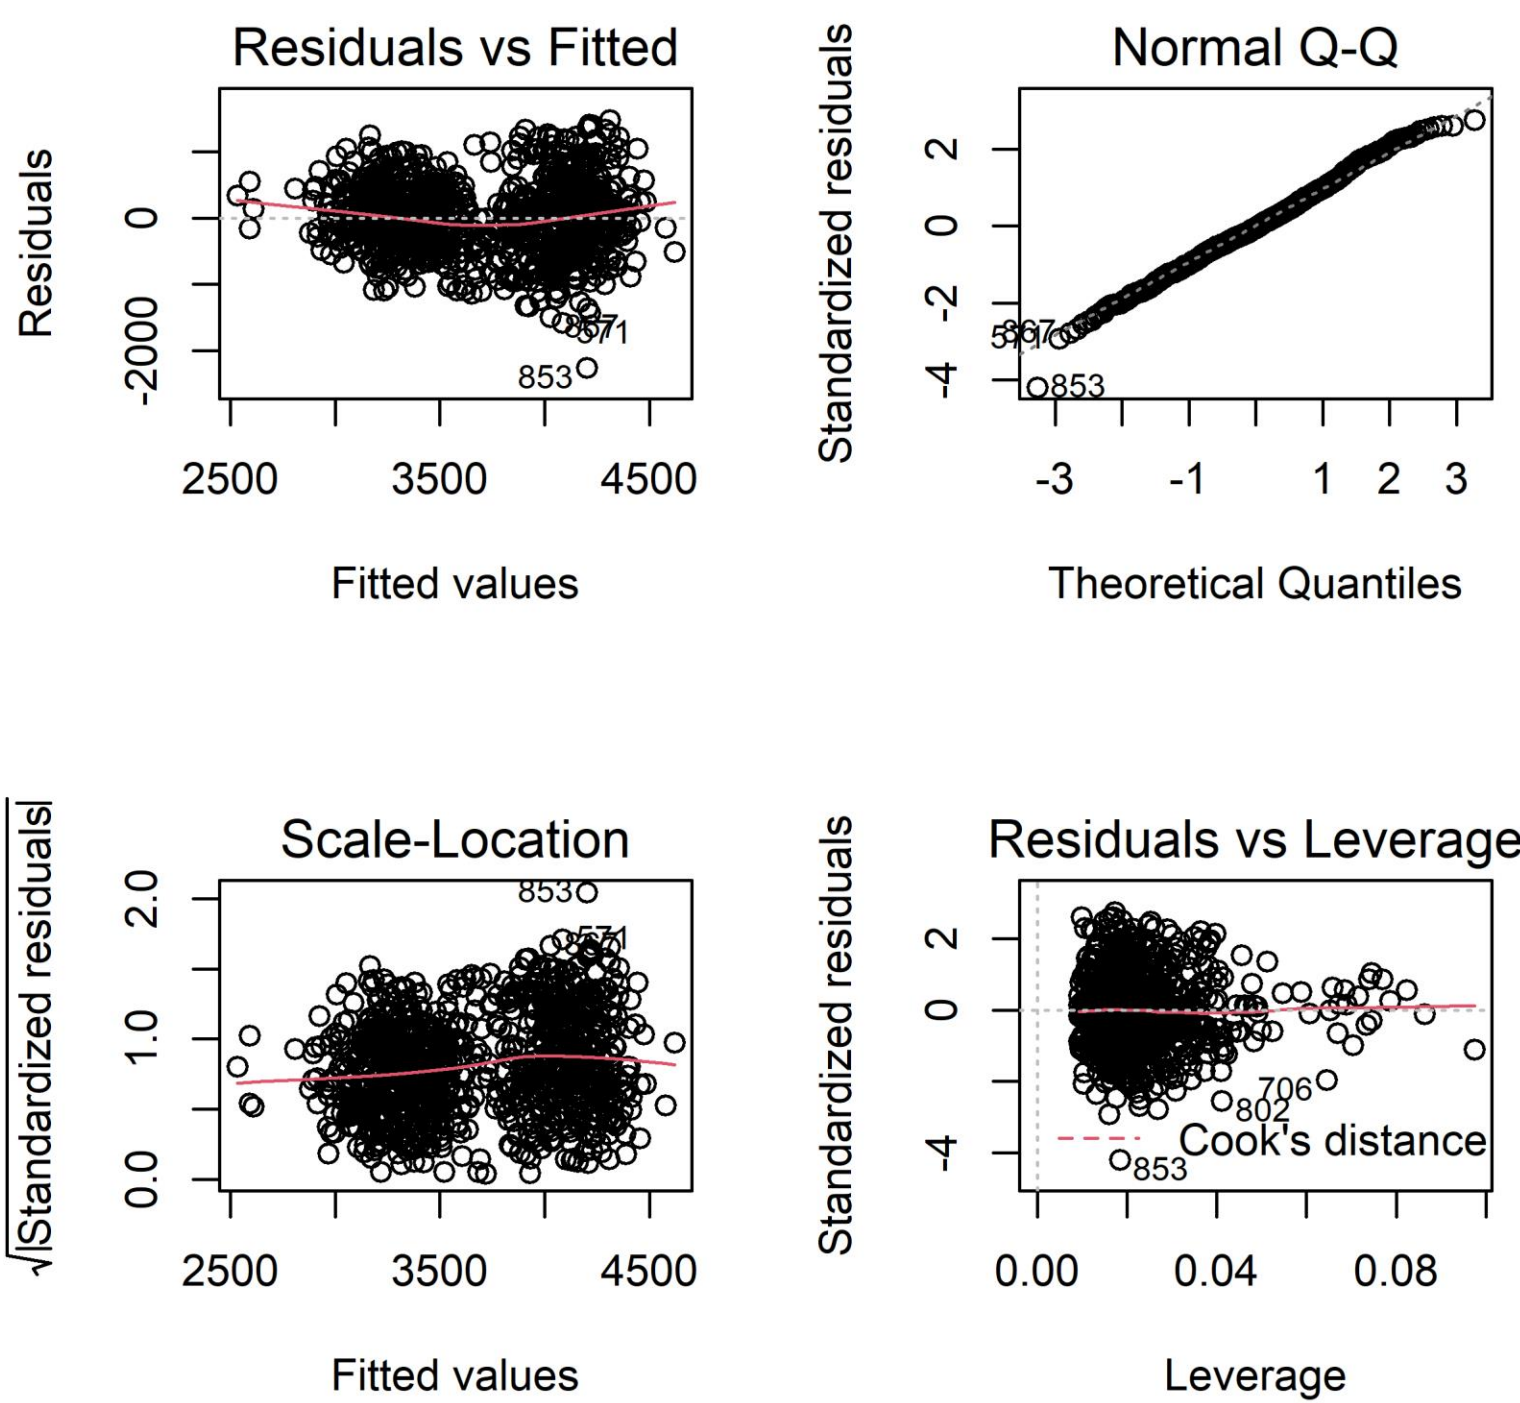 Residuals vs Fitted
Residuals
0
-2000
853
2500 3500 4500
Fitted values
Normal Q-Q
Standardized residuals
2
0
-2
-4
867
571
853
-3 -1 1 2 3
Theoretical Quantiles
Scale-Location
√|Standardized residuals|
2.0
1.0
0.0
853
571
2500 3500 4500
Fitted values
Residuals vs Leverage
Standardized residuals
2
0
-4
706
802
Cook's distance
853
0.00 0.04 0.08
Leverage